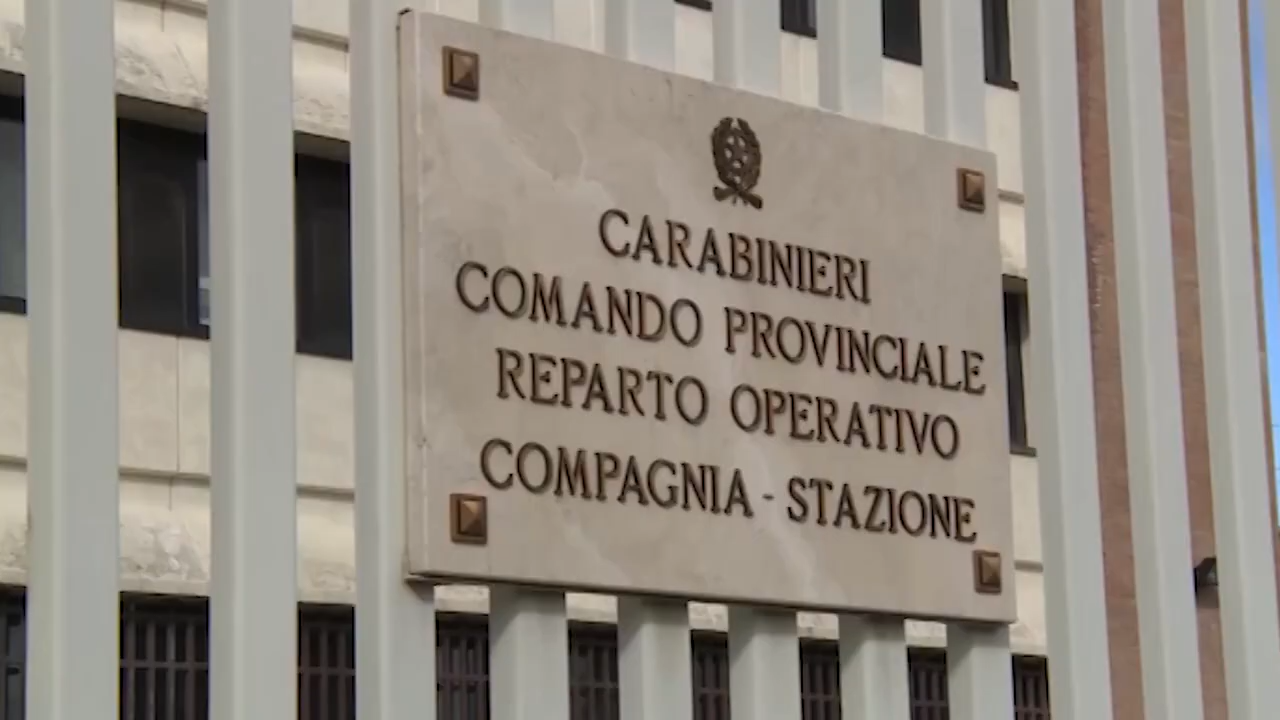 CARABINIERI
COMANDO PROVINCIALE
REPARTO OPERATIVO
COMPAGNIA - STAZIONE